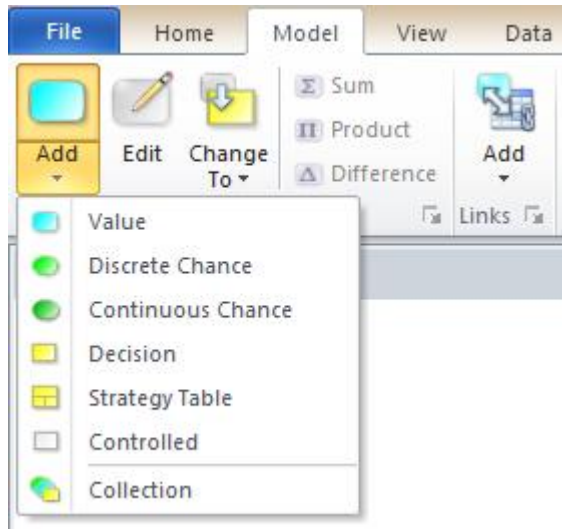 File Home Model View Data
Σ Sum
Π Product
Δ Difference
Add Edit Change To Add
Links
Value
Discrete Chance
Continuous Chance
Decision
Strategy Table
Controlled
Collection